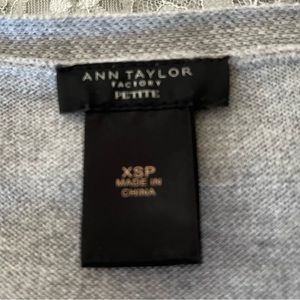 ANN TAYLOR
FACTORY
PETITE
XSP
MADE IN
CHINA